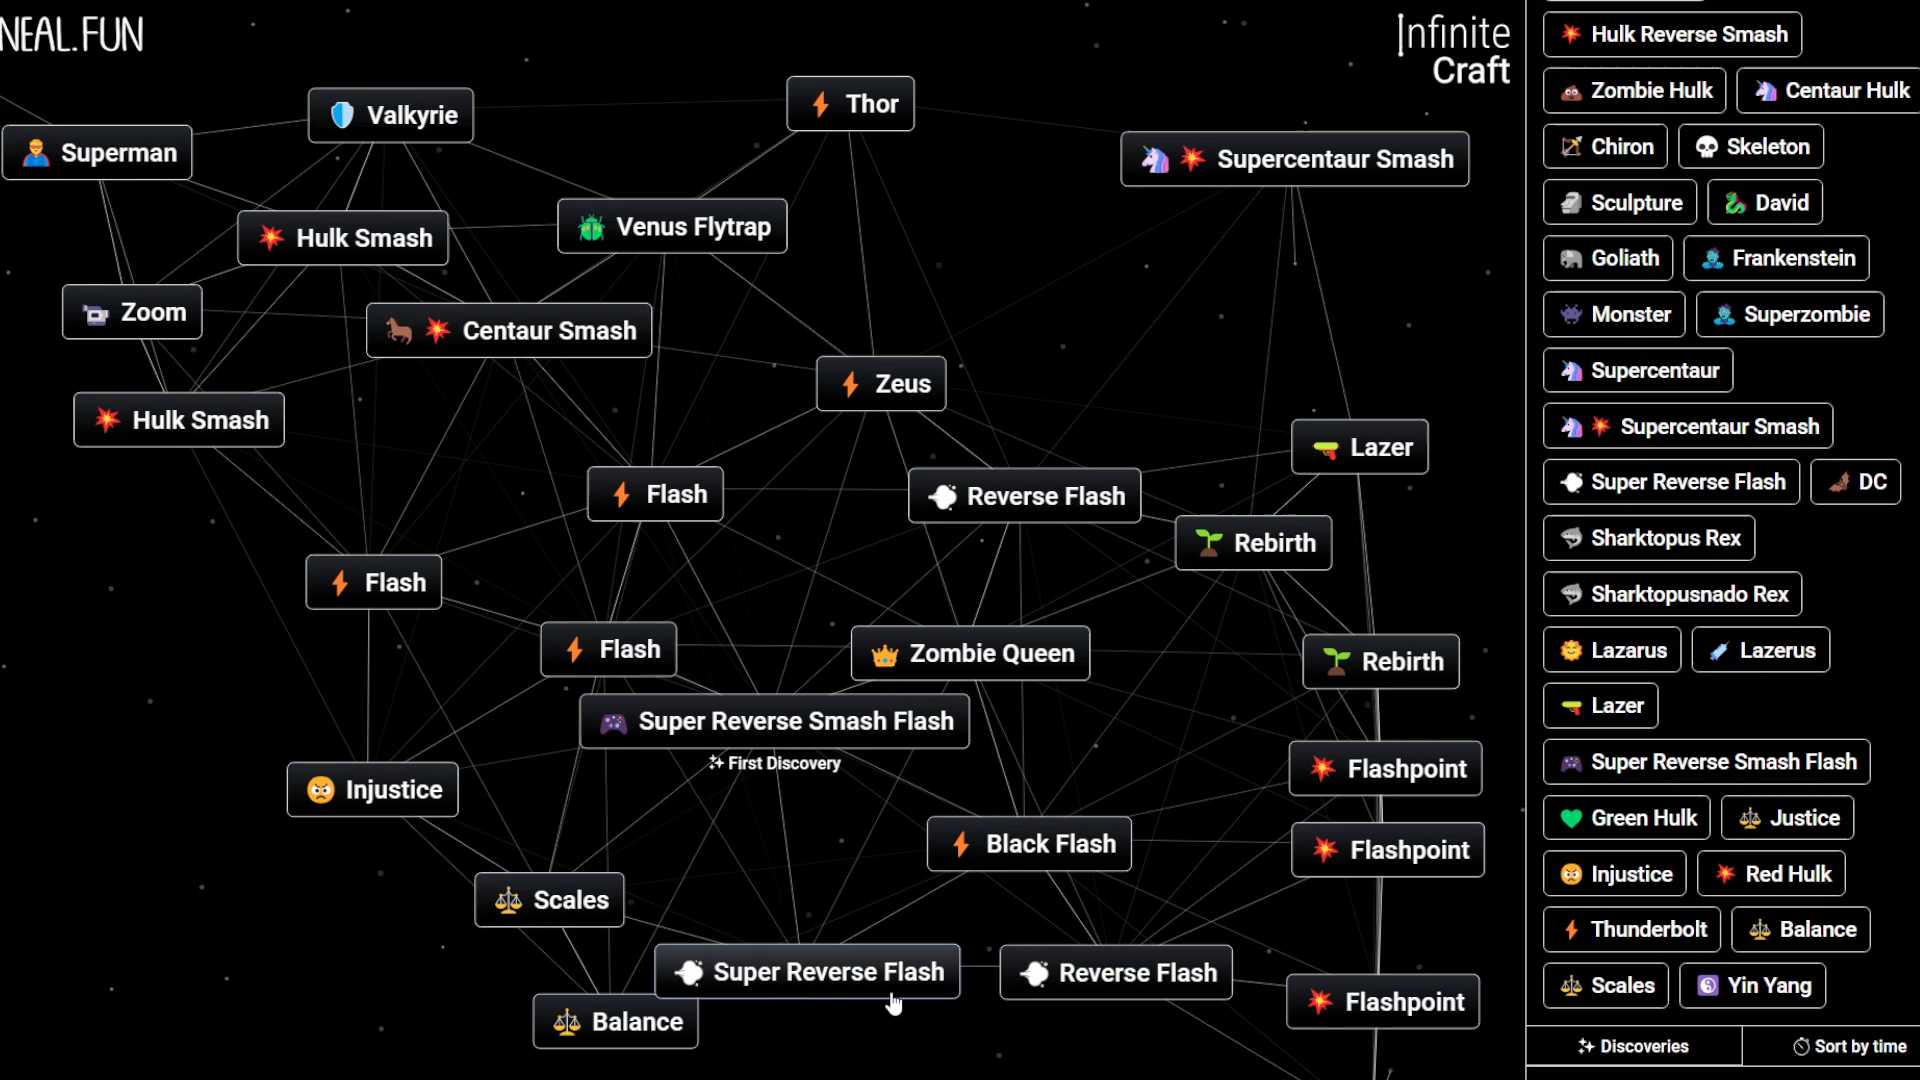 NEAL.FUN
Infinite
Craft
Valkyrie
Thor
Superman
Supercentaur Smash
Hulk Smash
Venus Flytrap
Zoom
Centaur Smash
Zeus
Hulk Smash
Lazer
Flash
Reverse Flash
Rebirth
Flash
Flash
Zombie Queen
Rebirth
Super Reverse Smash Flash
First Discovery
Flashpoint
Injustice
Black Flash
Flashpoint
Scales
Super Reverse Flash
Reverse Flash
Flashpoint
Balance
Hulk Reverse Smash
Zombie Hulk
Centaur Hulk
Chiron
Skeleton
Sculpture
David
Goliath
Frankenstein
Monster
Superzombie
Supercentaur
Supercentaur Smash
Super Reverse Flash
DC
Sharktopus Rex
Sharktopusnado Rex
Lazarus
Lazerus
Lazer
Super Reverse Smash Flash
Green Hulk
Justice
Injustice
Red Hulk
Thunderbolt
Balance
Scales
Yin Yang
Discoveries
Sort by time